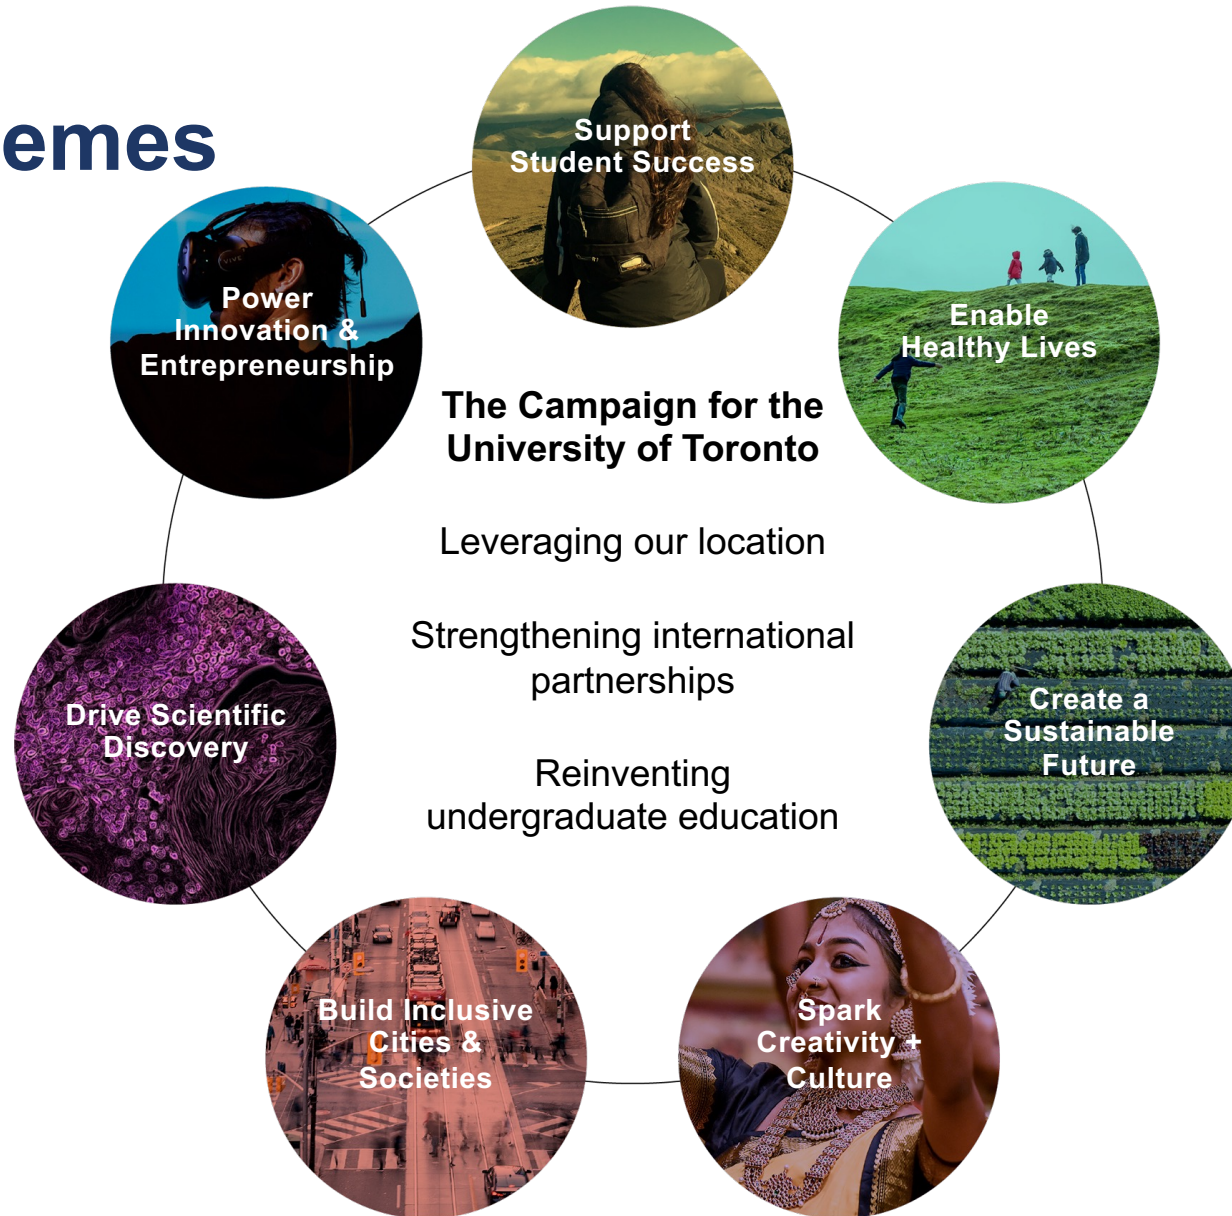 emes
Support
Student Success
Power
Innovation &
Entrepreneurship
Enable
Healthy Lives
The Campaign for the
University of Toronto
Leveraging our location
Strengthening international
partnerships
Reinventing
undergraduate education
Drive Scientific
Discovery
Create a
Sustainable
Future
Build Inclusive
Cities &
Societies
Spark
Creativity +
Culture
VIVE